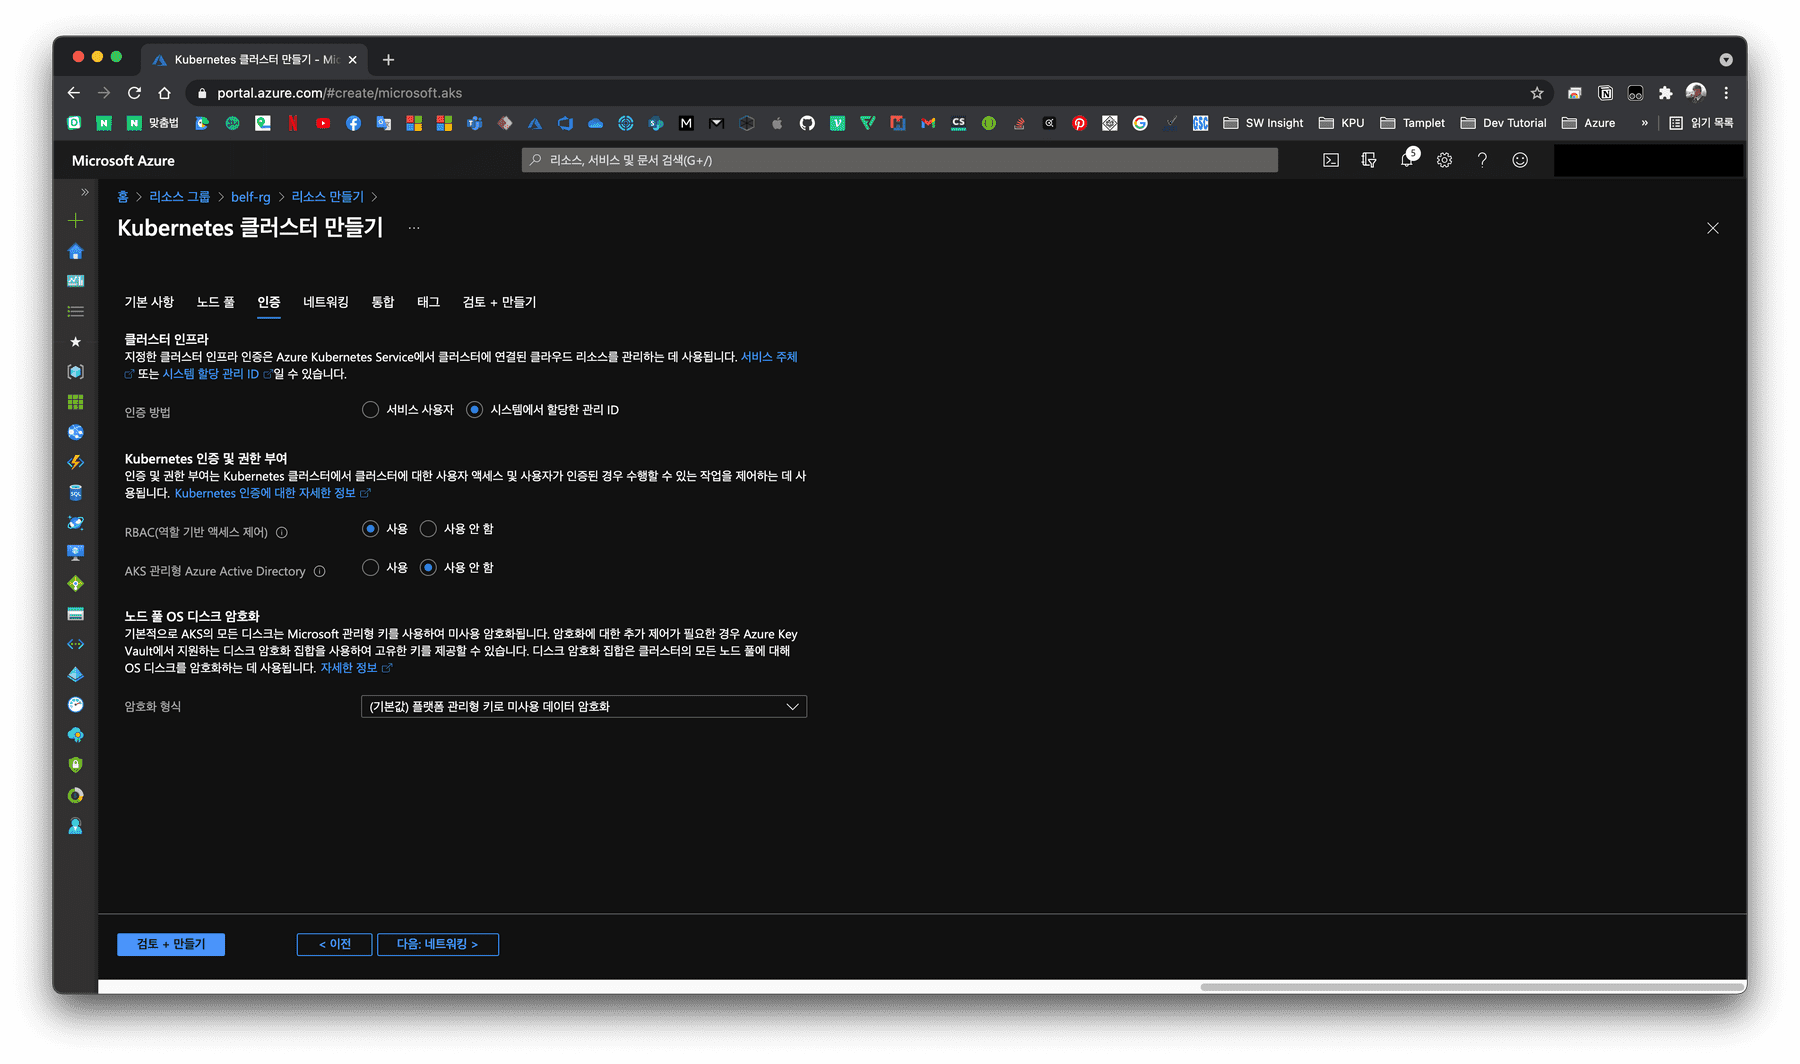 Kubernetes 클러스터 만들기 - Mic
portal.azure.com/#create/microsoft.aks
맞춤법
SW Insight
KPU
Tamplet
Dev Tutorial
Azure
»
읽기 목록
Microsoft Azure
리소스, 서비스 및 문서 검색(G+/)
5
홈 > 리소스 그룹 > belf-rg > 리소스 만들기 >
Kubernetes 클러스터 만들기 ...
기본 사항 노드 풀 인증 네트워킹 통합 태그 검토 + 만들기
클러스터 인프라
지정한 클러스터 인프라 인증은 Azure Kubernetes Service에서 클러스터에 연결된 클라우드 리소스를 관리하는 데 사용됩니다. 서비스 주체
또는 시스템 할당 관리 ID 일 수 있습니다.
인증 방법 서비스 사용자 시스템에서 할당한 관리 ID
Kubernetes 인증 및 권한 부여
인증 및 권한 부여는 Kubernetes 클러스터에서 클러스터에 대한 사용자 액세스 및 사용자가 인증된 경우 수행할 수 있는 작업을 제어하는 데 사
용됩니다. Kubernetes 인증에 대한 자세한 정보
RBAC(역할 기반 액세스 제어) 사용 사용 안 함
AKS 관리형 Azure Active Directory 사용 사용 안 함
노드 풀 OS 디스크 암호화
기본적으로 AKS의 모든 디스크는 Microsoft 관리형 키를 사용하여 미사용 암호화됩니다. 암호화에 대한 추가 제어가 필요한 경우 Azure Key
Vault에서 지원하는 디스크 암호화 집합을 사용하여 고유한 키를 제공할 수 있습니다. 디스크 암호화 집합은 클러스터의 모든 노드 풀에 대해
OS 디스크를 암호화하는 데 사용됩니다. 자세한 정보
암호화 형식 (기본값) 플랫폼 관리형 키로 미사용 데이터 암호화
검토 + 만들기 < 이전 다음: 네트워킹 >